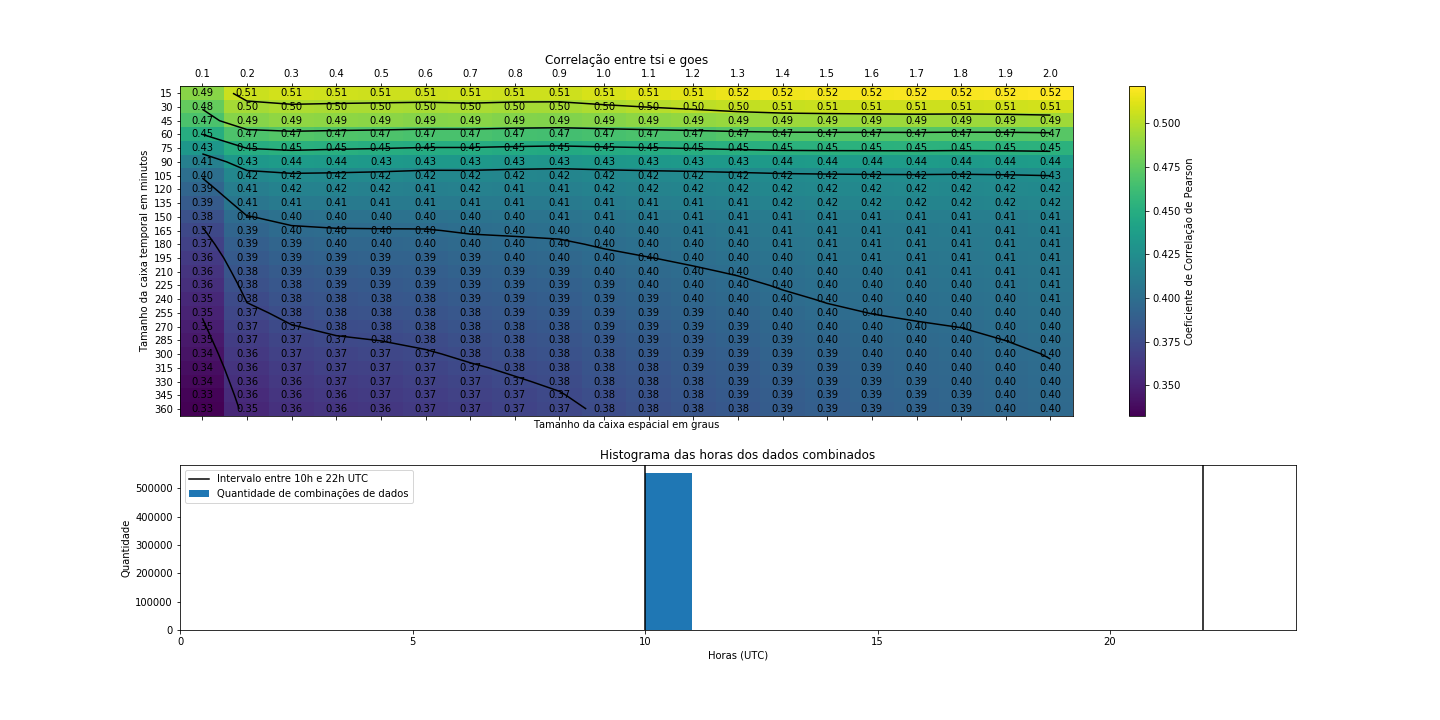 Correlação entre tsi e goes
0.1 0.2 0.3 0.4 0.5 0.6 0.7 0.8 0.9 1.0 1.1 1.2 1.3 1.4 1.5 1.6 1.7 1.8 1.9 2.0
15 0.49 0.51 0.51 0.51 0.51 0.51 0.51 0.51 0.51 0.51 0.51 0.51 0.52 0.52 0.52 0.52 0.52 0.52 0.52 0.52
30 0.48 0.50 0.50 0.50 0.50 0.50 0.50 0.50 0.50 0.50 0.50 0.50 0.50 0.51 0.51 0.51 0.51 0.51 0.51 0.51
45 0.47 0.49 0.49 0.49 0.49 0.49 0.49 0.49 0.49 0.49 0.49 0.49 0.49 0.49 0.49 0.49 0.49 0.49 0.49 0.49
60 0.45 0.47 0.47 0.47 0.47 0.47 0.47 0.47 0.47 0.47 0.47 0.47 0.47 0.47 0.47 0.47 0.47 0.47 0.47 0.47
75 0.43 0.45 0.45 0.45 0.45 0.45 0.45 0.45 0.45 0.45 0.45 0.45 0.45 0.45 0.45 0.45 0.45 0.45 0.45 0.45
90 0.41 0.43 0.44 0.44 0.43 0.43 0.43 0.43 0.43 0.43 0.43 0.43 0.43 0.44 0.44 0.44 0.44 0.44 0.44 0.44
105 0.40 0.42 0.42 0.42 0.42 0.42 0.42 0.42 0.42 0.42 0.42 0.42 0.42 0.42 0.42 0.42 0.42 0.42 0.42 0.43
120 0.39 0.41 0.42 0.42 0.42 0.41 0.41 0.41 0.41 0.41 0.41 0.41 0.42 0.42 0.42 0.42 0.42 0.42 0.42 0.42
135 0.39 0.41 0.41 0.41 0.41 0.41 0.41 0.41 0.41 0.41 0.41 0.41 0.41 0.41 0.41 0.41 0.41 0.42 0.42 0.42
150 0.38 0.40 0.40 0.40 0.40 0.40 0.40 0.40 0.41 0.41 0.41 0.41 0.41 0.41 0.41 0.41 0.41 0.41 0.41 0.41
165 0.37 0.39 0.40 0.40 0.40 0.40 0.40 0.40 0.40 0.40 0.40 0.41 0.41 0.41 0.41 0.41 0.41 0.41 0.41 0.41
180 0.37 0.39 0.39 0.40 0.40 0.40 0.40 0.40 0.40 0.40 0.40 0.40 0.40 0.41 0.41 0.41 0.41 0.41 0.41 0.41
195 0.36 0.39 0.39 0.39 0.39 0.39 0.39 0.40 0.40 0.40 0.40 0.40 0.40 0.40 0.41 0.41 0.41 0.41 0.41 0.41
210 0.36 0.38 0.39 0.39 0.39 0.39 0.39 0.39 0.39 0.40 0.40 0.40 0.40 0.40 0.40 0.40 0.41 0.41 0.41 0.41
225 0.36 0.38 0.38 0.39 0.39 0.39 0.39 0.39 0.39 0.39 0.39 0.40 0.40 0.40 0.40 0.40 0.40 0.40 0.41 0.41
240 0.35 0.38 0.38 0.38 0.38 0.38 0.39 0.39 0.39 0.39 0.39 0.40 0.40 0.40 0.40 0.40 0.40 0.40 0.40 0.41
255 0.35 0.37 0.38 0.38 0.38 0.38 0.39 0.39 0.39 0.39 0.39 0.39 0.40 0.40 0.40 0.40 0.40 0.40 0.40 0.40
270 0.35 0.37 0.37 0.38 0.38 0.38 0.38 0.38 0.39 0.39 0.39 0.39 0.39 0.40 0.40 0.40 0.40 0.40 0.40 0.40
285 0.35 0.37 0.37 0.37 0.38 0.38 0.38 0.38 0.38 0.39 0.39 0.39 0.39 0.39 0.40 0.40 0.40 0.40 0.40 0.40
300 0.34 0.36 0.37 0.37 0.37 0.37 0.38 0.38 0.38 0.38 0.39 0.39 0.39 0.39 0.39 0.40 0.40 0.40 0.40 0.40
315 0.34 0.36 0.37 0.37 0.37 0.37 0.37 0.38 0.38 0.38 0.38 0.39 0.39 0.39 0.39 0.39 0.39 0.40 0.40 0.40
330 0.34 0.36 0.36 0.37 0.37 0.37 0.37 0.37 0.38 0.38 0.38 0.38 0.39 0.39 0.39 0.39 0.39 0.40 0.40 0.40
345 0.33 0.36 0.36 0.36 0.37 0.37 0.37 0.37 0.37 0.38 0.38 0.38 0.39 0.39 0.39 0.39 0.39 0.39 0.40 0.40
360 0.33 0.35 0.36 0.36 0.36 0.37 0.37 0.37 0.37 0.38 0.38 0.38 0.38 0.39 0.39 0.39 0.39 0.39 0.40 0.40
Tamanho da caixa temporal em minutos
Tamanho da caixa espacial em graus
0.500
0.475
0.450
0.425
0.400
0.375
0.350
Coeficiente de Correlação de Pearson
Histograma das horas dos dados combinados
Intervalo entre 10h e 22h UTC
Quantidade de combinações de dados
500000
400000
300000
200000
100000
0
Quantidade
0 5 10 15 20
Horas (UTC)